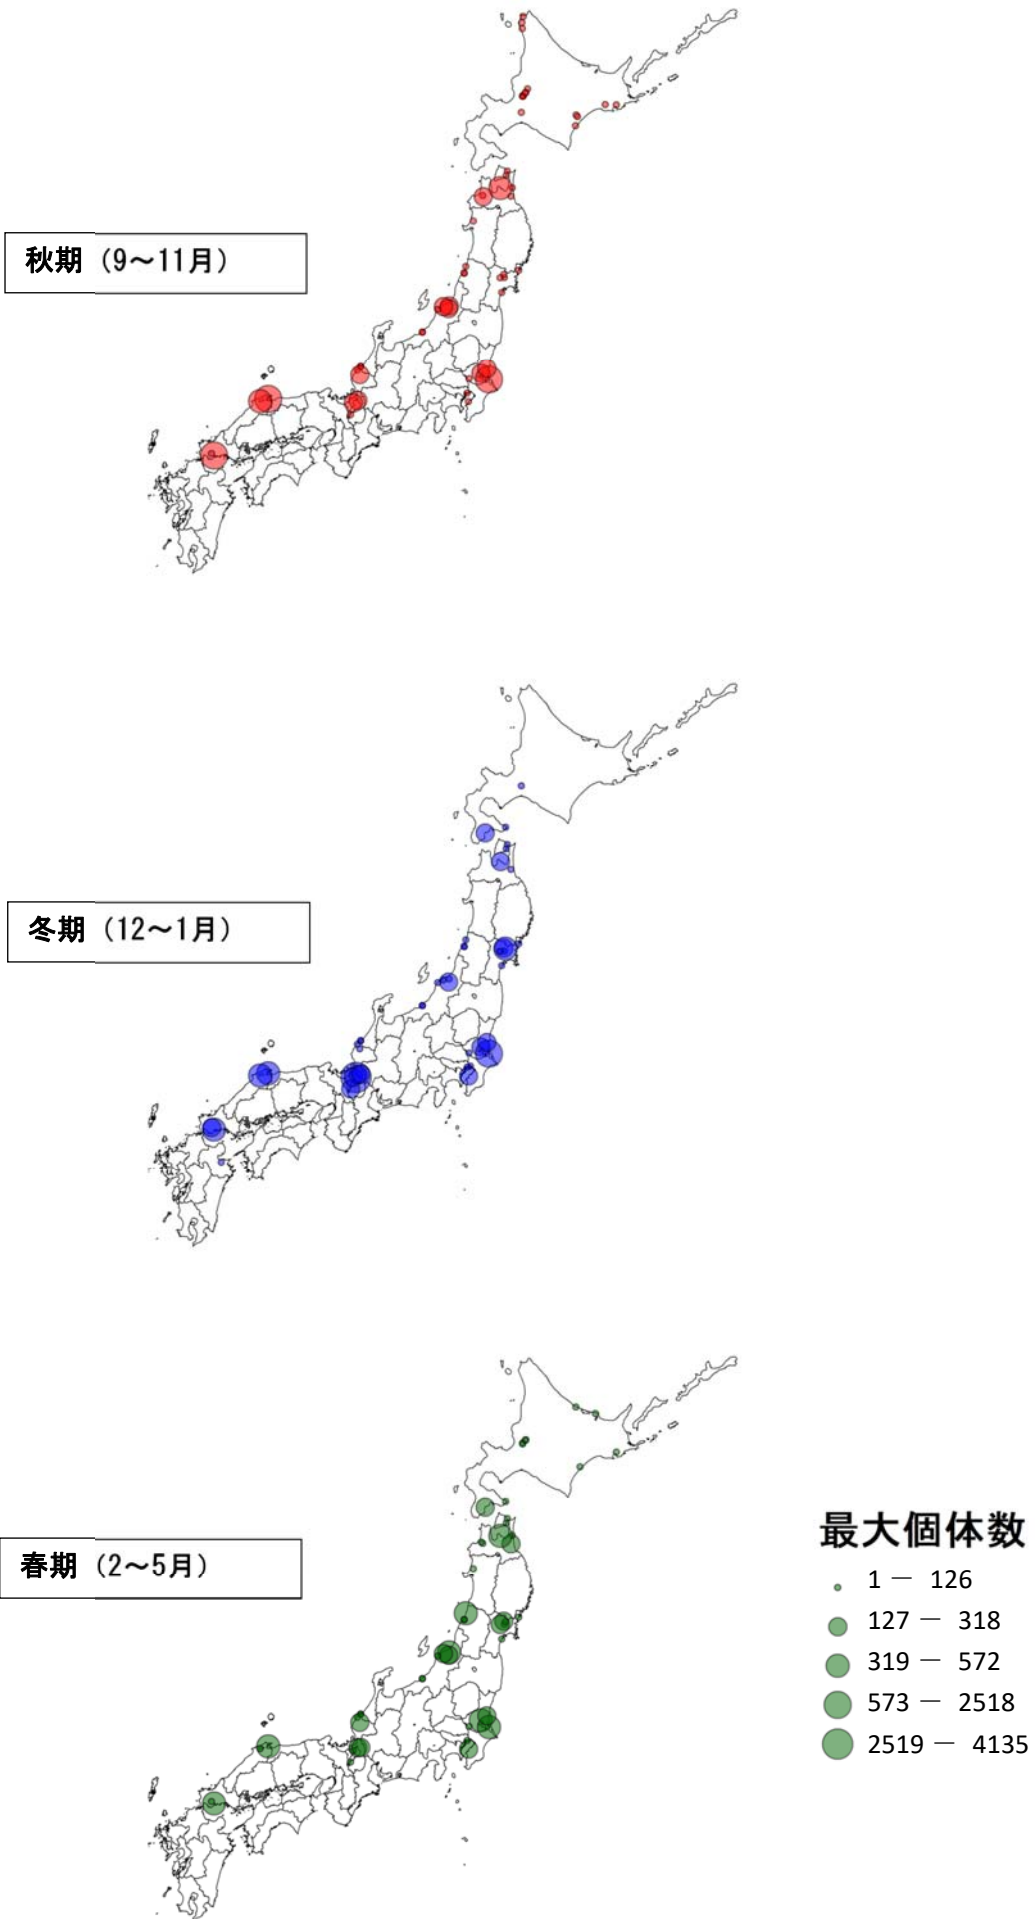 秋期（9～11月）
冬期（12～1月）
春期（2～5月）
最大個体数
1 － 126
127 － 318
319 － 572
573 － 2518
2519 － 4135